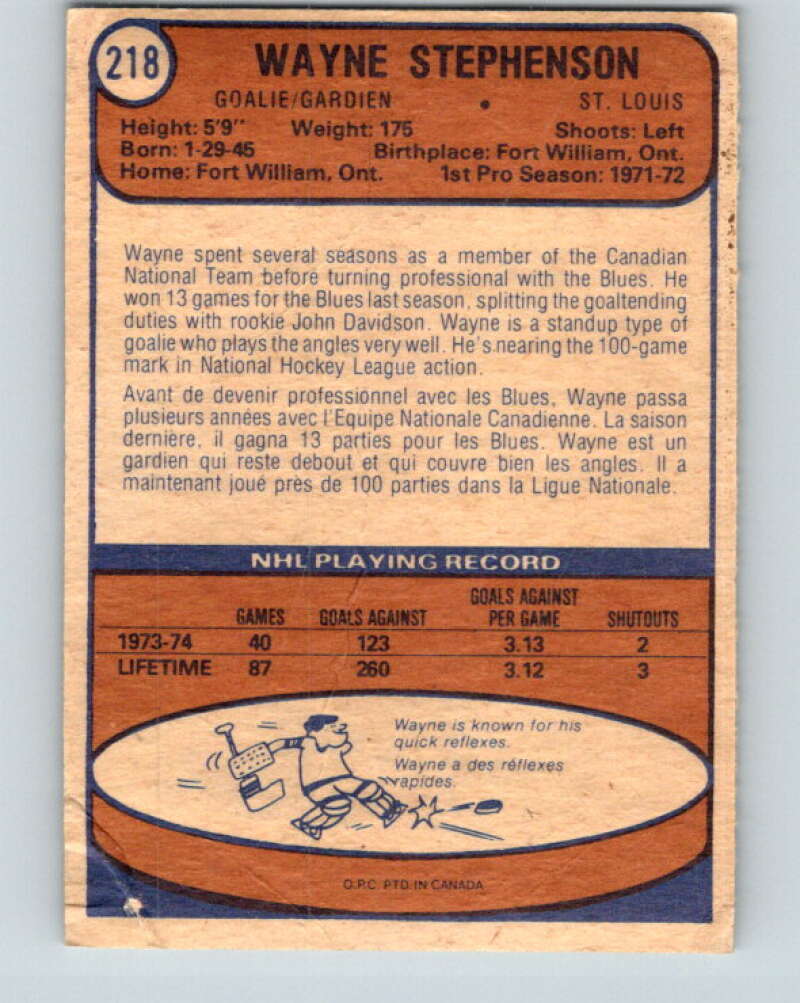 218
WAYNE STEPHENSON
GOALIE/GARDIEN • ST. LOUIS
Height: 5'9" Weight: 175 Shoots: Left
Born: 1-29-45 Birthplace: Fort William, Ont.
Home: Fort William, Ont. 1st Pro Season: 1971-72
Wayne spent several seasons as a member of the Canadian
National Team before turning professional with the Blues. He
won 13 games for the Blues last season, splitting the goaltending
duties with rookie John Davidson. Wayne is a standup type of
goalie who plays the angles very well. He's nearing the 100-game
mark in National Hockey League action.
Avant de devenir professionnel avec les Blues, Wayne passa
plusieurs années avec l'Equipe Nationale Canadienne. La saison
dernière, il gagna 13 parties pour les Blues. Wayne est un
gardien qui reste debout et qui couvre bien les angles. Il a
maintenant joué près de 100 parties dans la Ligue Nationale.
NHL PLAYING RECORD
GAMES GOALS AGAINST GOALS AGAINST PER GAME SHUTOUTS
1973-74 40 123 3.13 2
LIFETIME 87 260 3.12 3
Wayne is known for his
quick reflexes.
Wayne a des réflexes
rapides.
O.P.C. PTD. IN CANADA